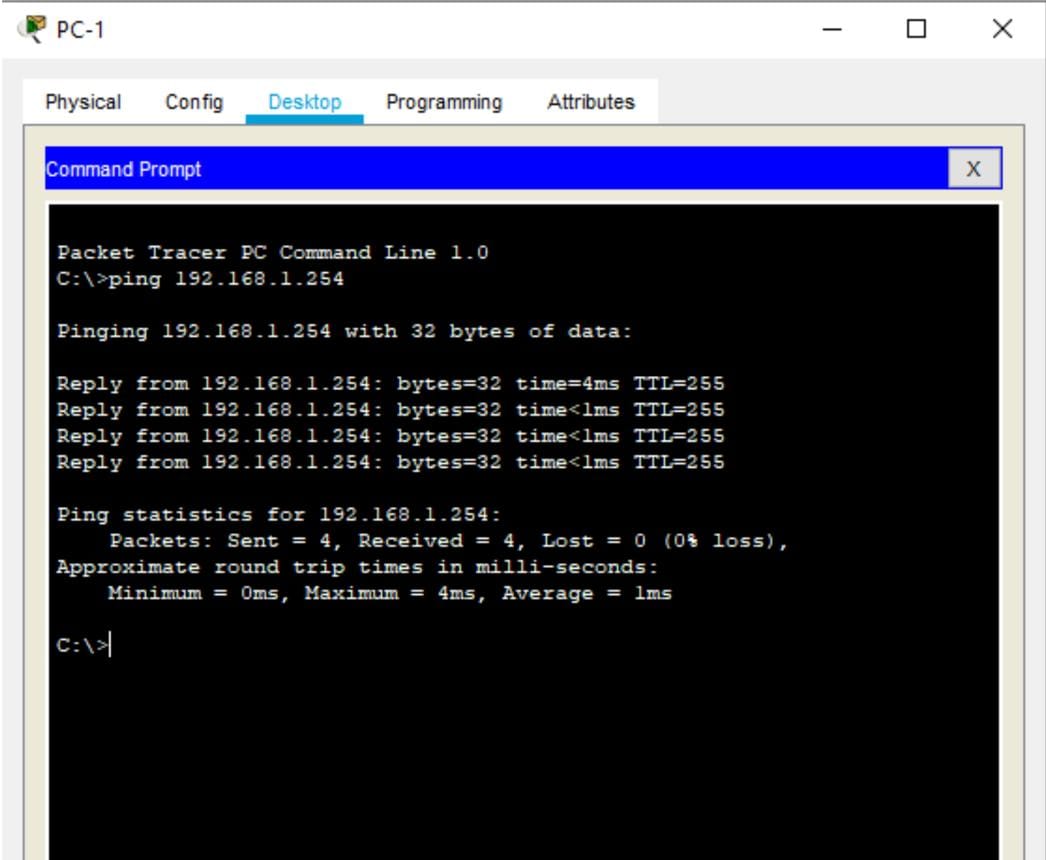 PC-1
Physical Config Desktop Programming Attributes
Command Prompt X
Packet Tracer PC Command Line 1.0
C:\>ping 192.168.1.254
Pinging 192.168.1.254 with 32 bytes of data:
Reply from 192.168.1.254: bytes=32 time=4ms TTL=255
Reply from 192.168.1.254: bytes=32 time<1ms TTL=255
Reply from 192.168.1.254: bytes=32 time<1ms TTL=255
Reply from 192.168.1.254: bytes=32 time<1ms TTL=255
Ping statistics for 192.168.1.254:
Packets: Sent = 4, Received = 4, Lost = 0 (0% loss),
Approximate round trip times in milli-seconds:
Minimum = 0ms, Maximum = 4ms, Average = 1ms
C:\>